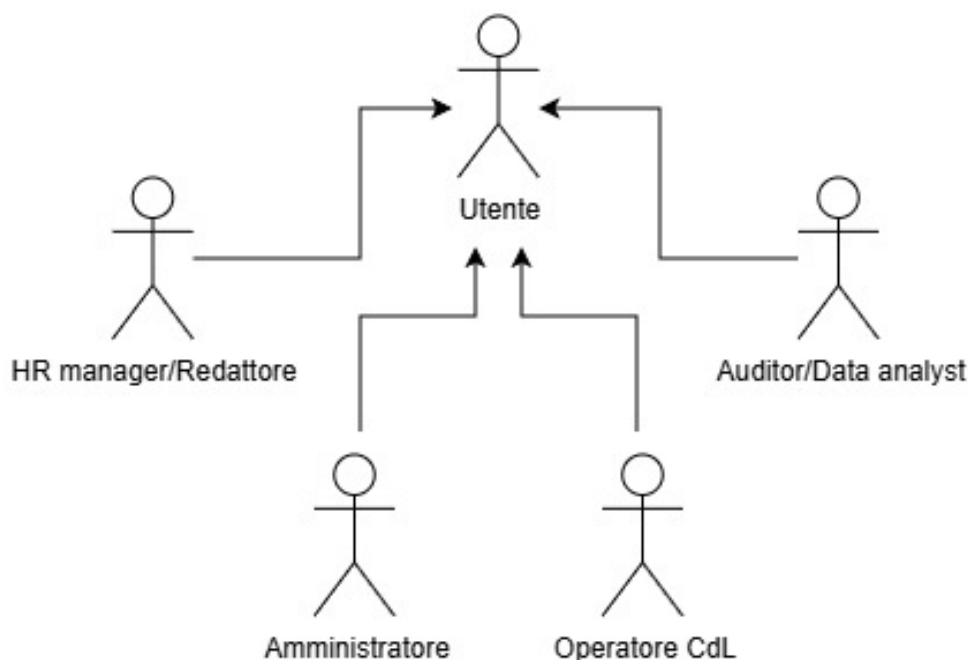 Utente
HR manager/Redattore
Auditor/Data analyst
Amministratore
Operatore CdL